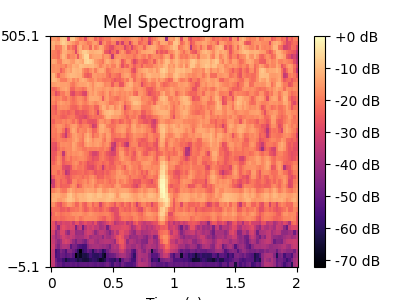 Mel Spectrogram
505.1
-5.1
0
0.5
1
1.5
2
+0 dB
-10 dB
-20 dB
-30 dB
-40 dB
-50 dB
-60 dB
-70 dB